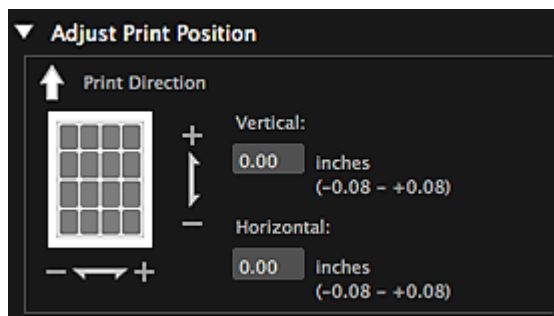 Adjust Print Position
Print Direction
Vertical:
0.00 inches
(−0.08 – +0.08)
Horizontal:
0.00 inches
(−0.08 – +0.08)
+
−
− +